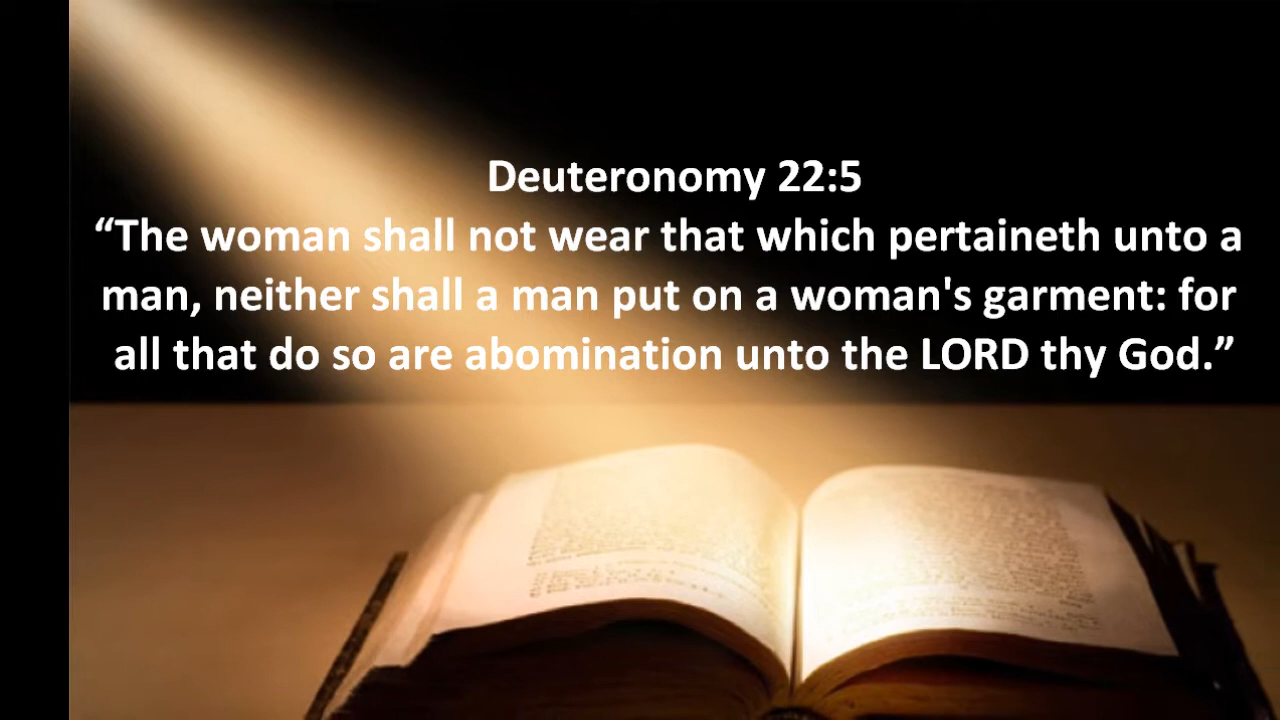 Deuteronomy 22:5
“The woman shall not wear that which pertaineth unto a
man, neither shall a man put on a woman's garment: for
all that do so are abomination unto the LORD thy God.”